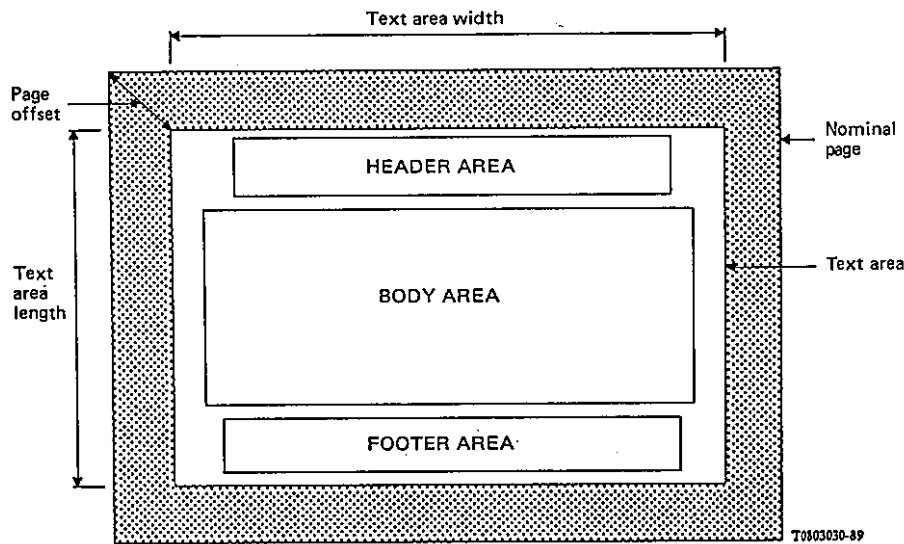 Text area width
Page
offset
Nominal
page
HEADER AREA
Text
area
length
BODY AREA
Text area
FOOTER AREA
T0803030-89